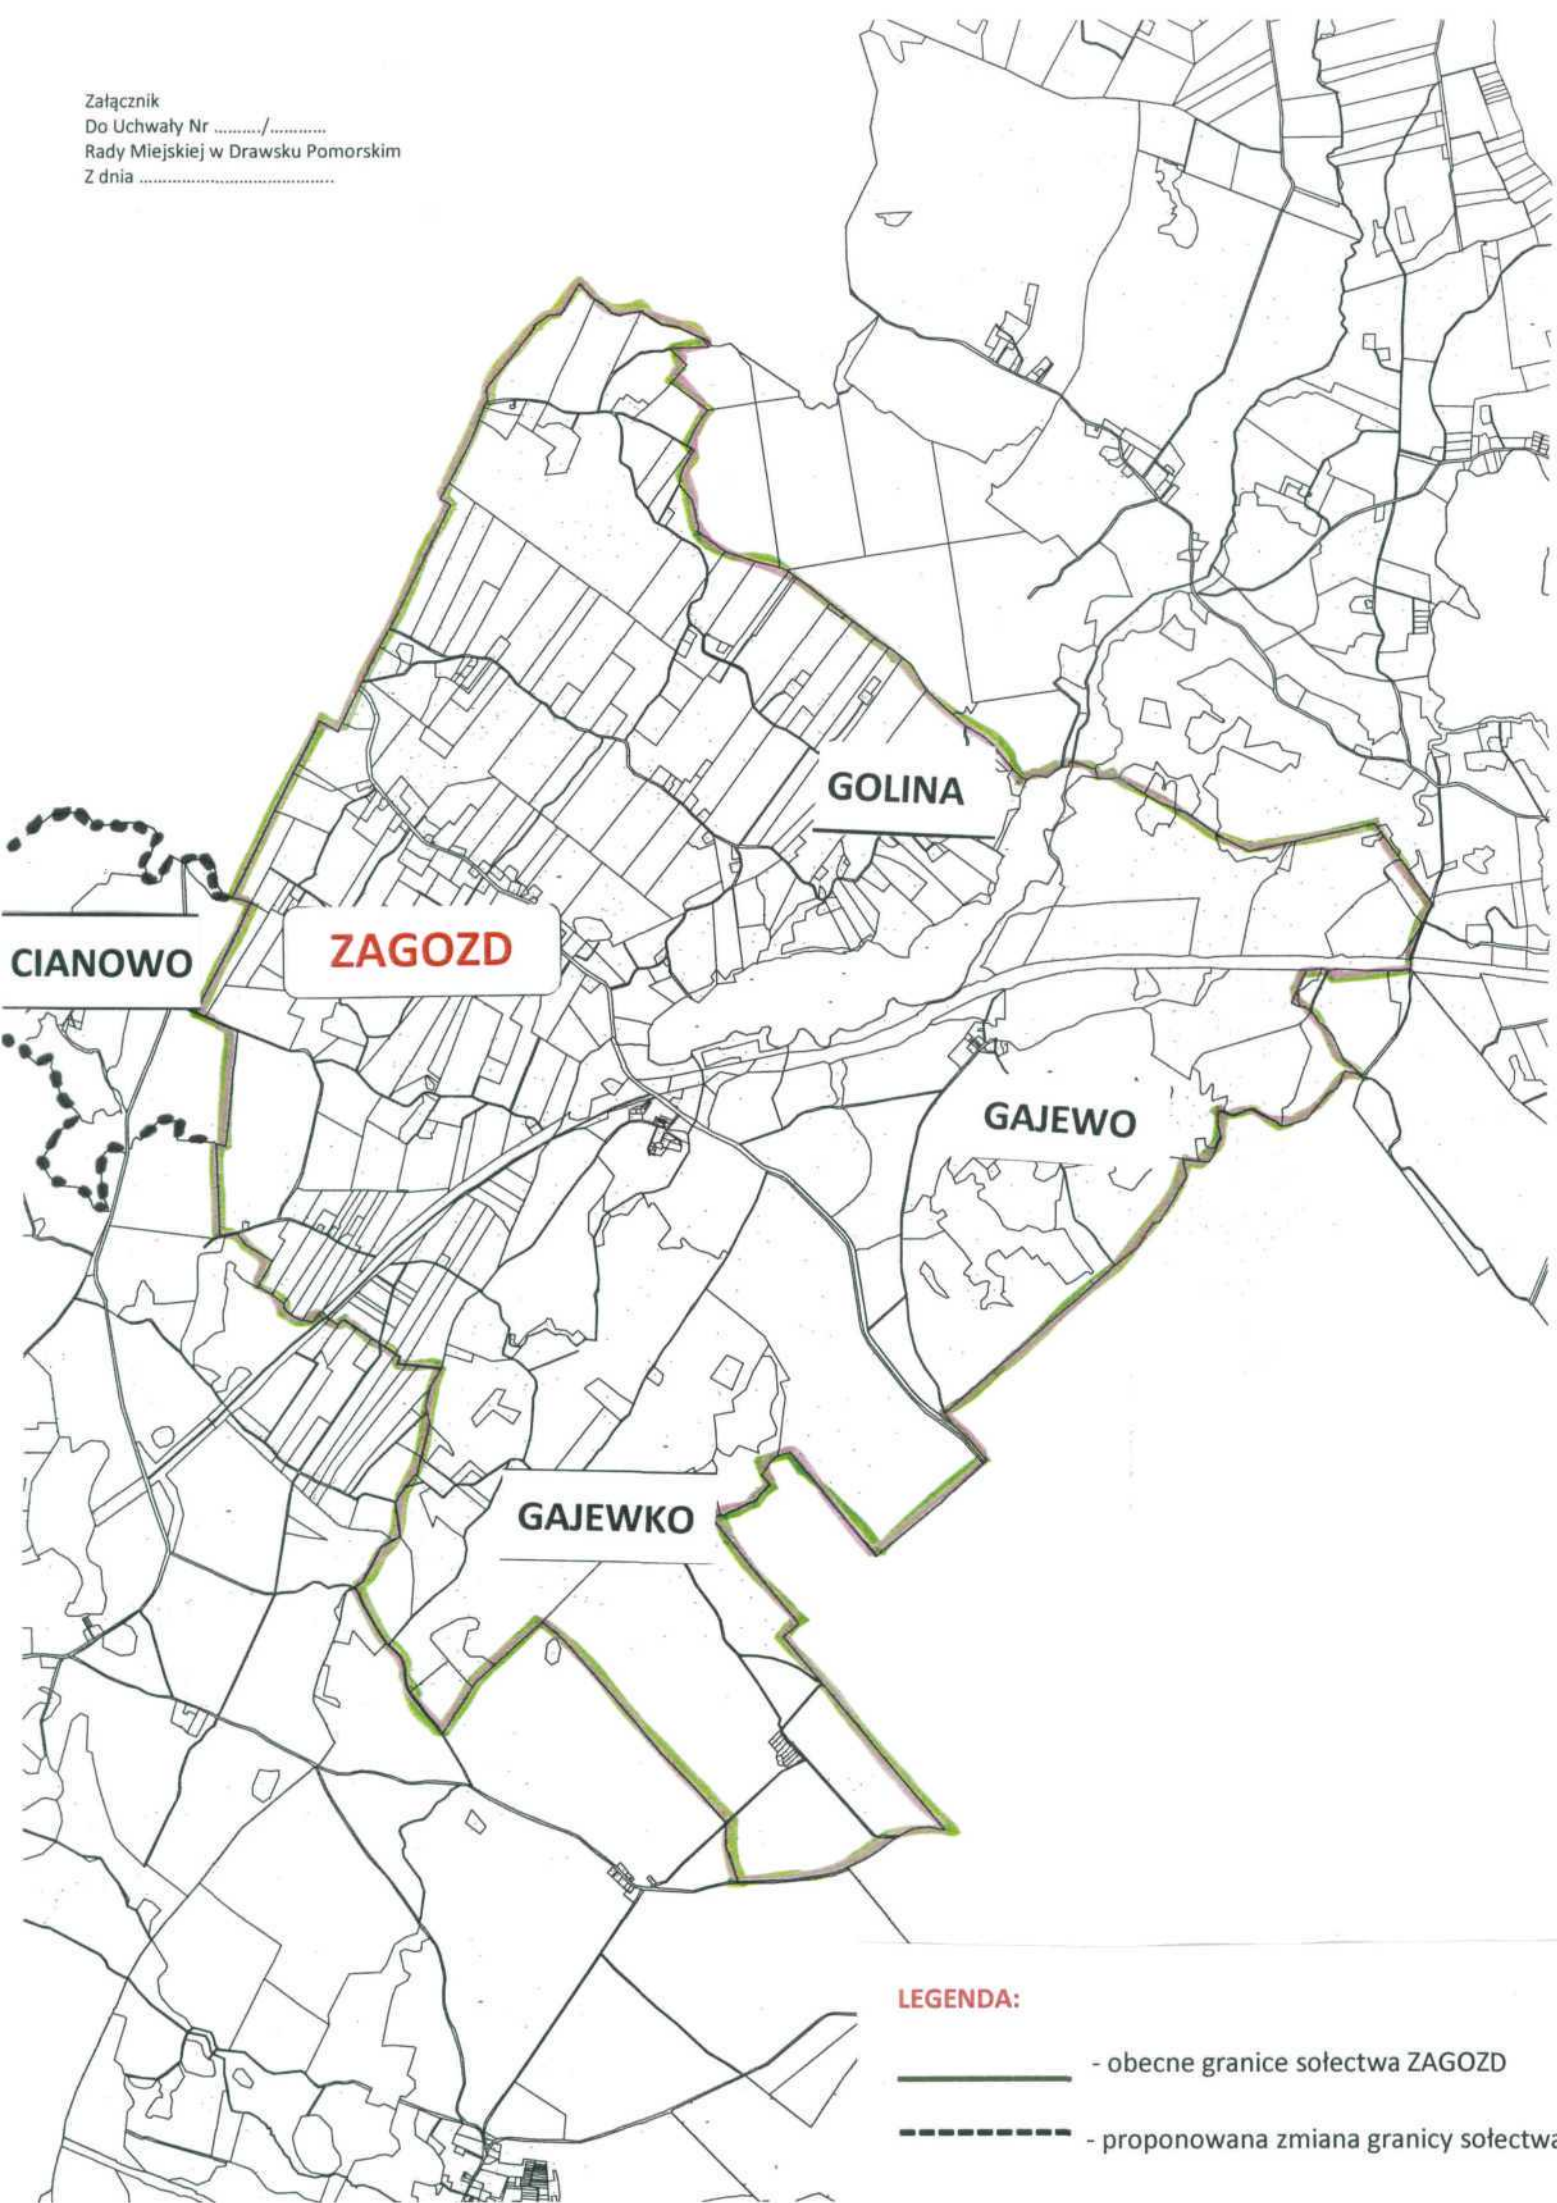 Załącznik
Do Uchwały Nr ........../............
Rady Miejskiej w Drawsku Pomorskim
Z dnia ........................................
GOLINA
CIANOWO
ZAGOZD
GAJEWO
GAJEWKO
LEGENDA:
- obecne granice sołectwa ZAGOZD
- proponowana zmiana granicy sołectwa